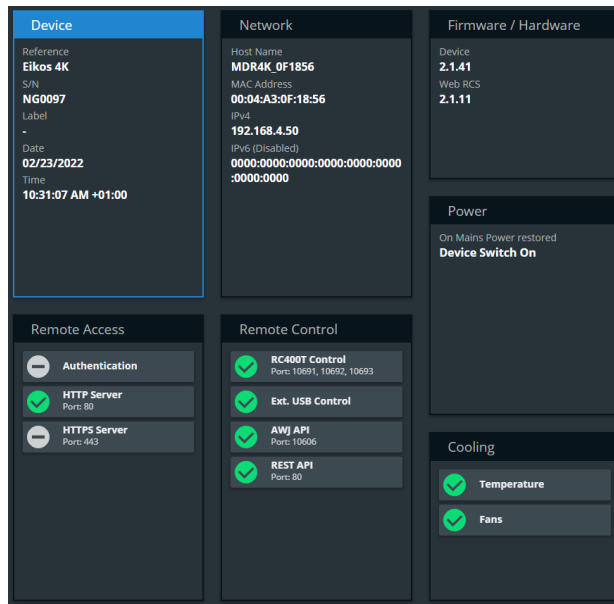 Device
Reference
Eikos 4K
S/N
NG0097
Label
-
Date
02/23/2022
Time
10:31:07 AM +01:00
Network
Host Name
MDR4K_0F1856
MAC Address
00:04:A3:0F:18:56
IPv4
192.168.4.50
IPv6 (Disabled)
0000:0000:0000:0000:0000:0000
:0000:0000
Firmware / Hardware
Device
2.1.41
Web RCS
2.1.11
Power
On Mains Power restored
Device Switch On
Remote Access
Authentication
HTTP Server
Port: 80
HTTPS Server
Port: 443
Remote Control
RC400T Control
Port: 10691, 10692, 10693
Ext. USB Control
AWJ API
Port: 10606
REST API
Port: 80
Cooling
Temperature
Fans